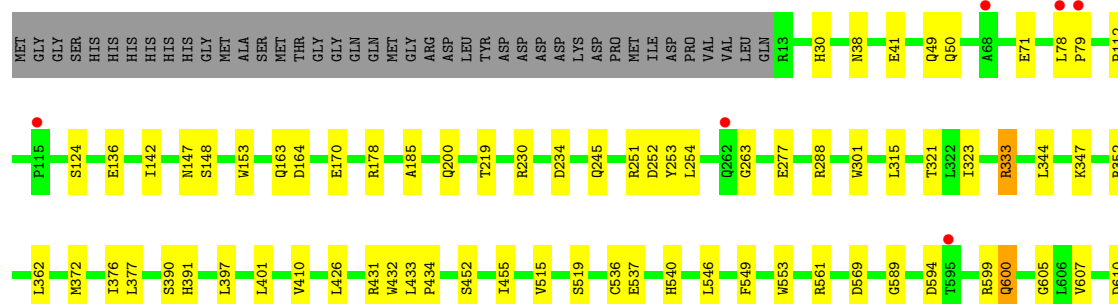 MET GLY GLY SER HIS HIS HIS HIS HIS HIS GLY MET ALA SER MET THR GLY GLY GLN GLN MET GLY ARG ASP LEU TYR ASP ASP ASP ASP LYS ASP PRO MET ILE ASP PRO VAL VAL LEU GLN R13 H30 N38 E41 Q49 Q50 A68 E71 L78 P79
P115 S124 E136 I142 N147 S148 W153 Q163 D164 E170 R178 A185 Q200 T219 R230 D234 Q245 R251 D252 Y253 L254 Q262 G263 E277 R288 W301 L315 T321 L322 I323 R333 L344 K347
L362 M372 I376 L377 S390 H391 L397 L401 V410 L426 R431 W432 L433 P434 S452 I455 V515 S519 C536 E537 H540 L546 F549 W553 R561 D569 G589 D594 T595 R599 Q600 G605 L606 V607